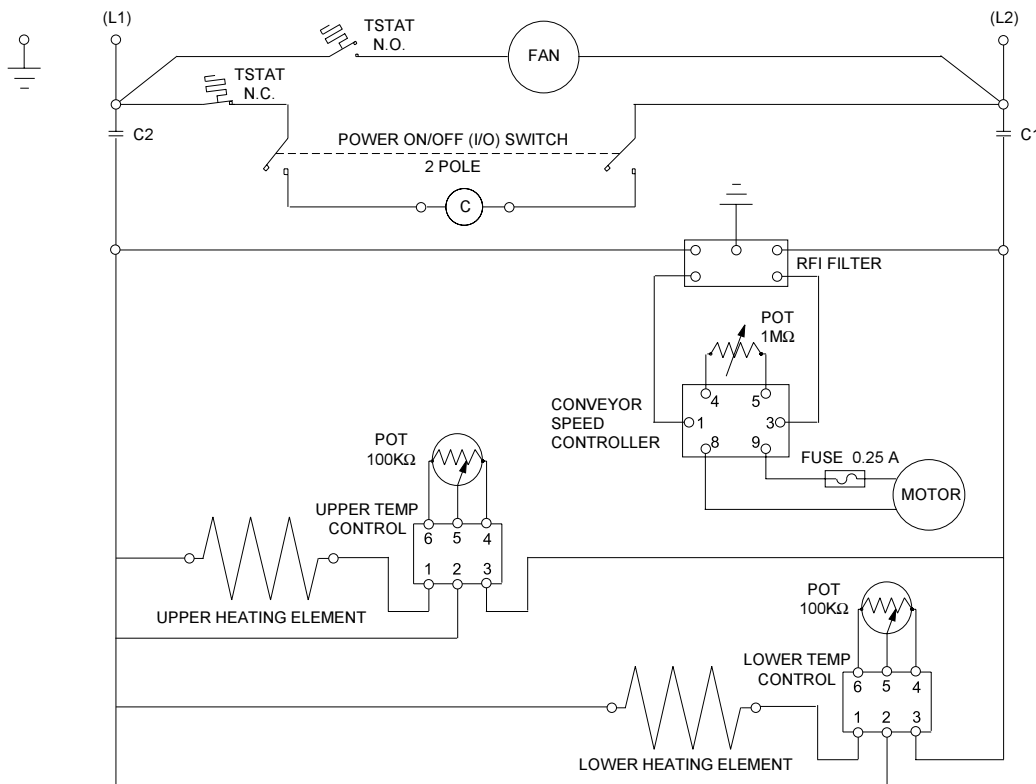 (L1)
(L2)
TSTAT
N.O.
FAN
TSTAT
N.C.
C2
C1
POWER ON/OFF (I/O) SWITCH
2 POLE
C
RFI FILTER
POT
1MΩ
4 5
CONVEYOR
SPEED
CONTROLLER
1 3
8 9
FUSE 0.25 A
MOTOR
POT
100KΩ
UPPER TEMP
CONTROL
6 5 4
1 2 3
UPPER HEATING ELEMENT
POT
100KΩ
LOWER TEMP
CONTROL
6 5 4
1 2 3
LOWER HEATING ELEMENT